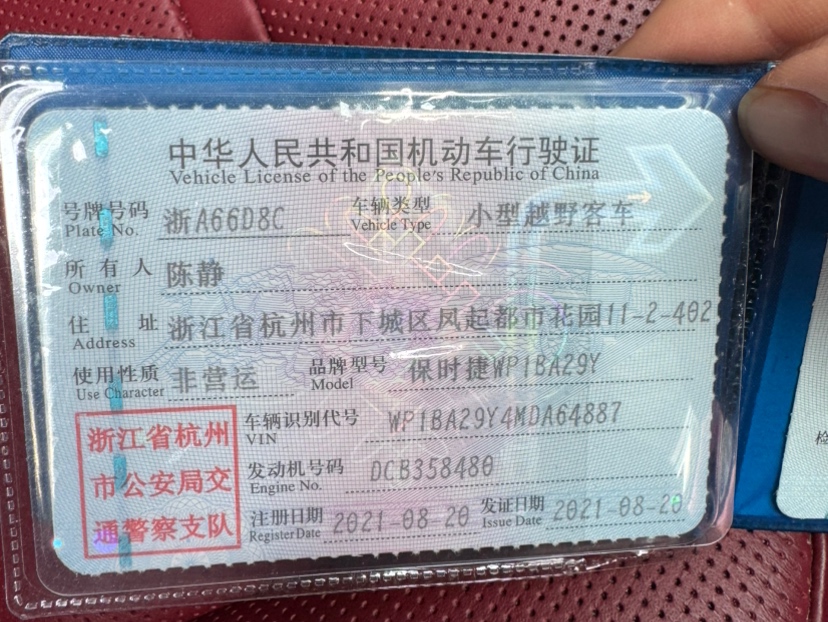 中华人民共和国机动车行驶证
Vehicle License of the People's Republic of China
号牌号码 浙A66D8C 车辆类型 小型越野客车
Plate No. Vehicle Type
所有人 陈静
Owner
住址 浙江省杭州市下城区凤起都市花园11-2-402
Address
使用性质 非营运 品牌型号 保时捷WP1BA29Y
Use Character Model
浙江省杭州
市公安局交
通警察支队
车辆识别代号 WP1BA29Y4MDA64887
VIN
发动机号码 DCB358480
Engine No.
注册日期 2021-08-20 发证日期 2021-08-20
Register Date Issue Date
检